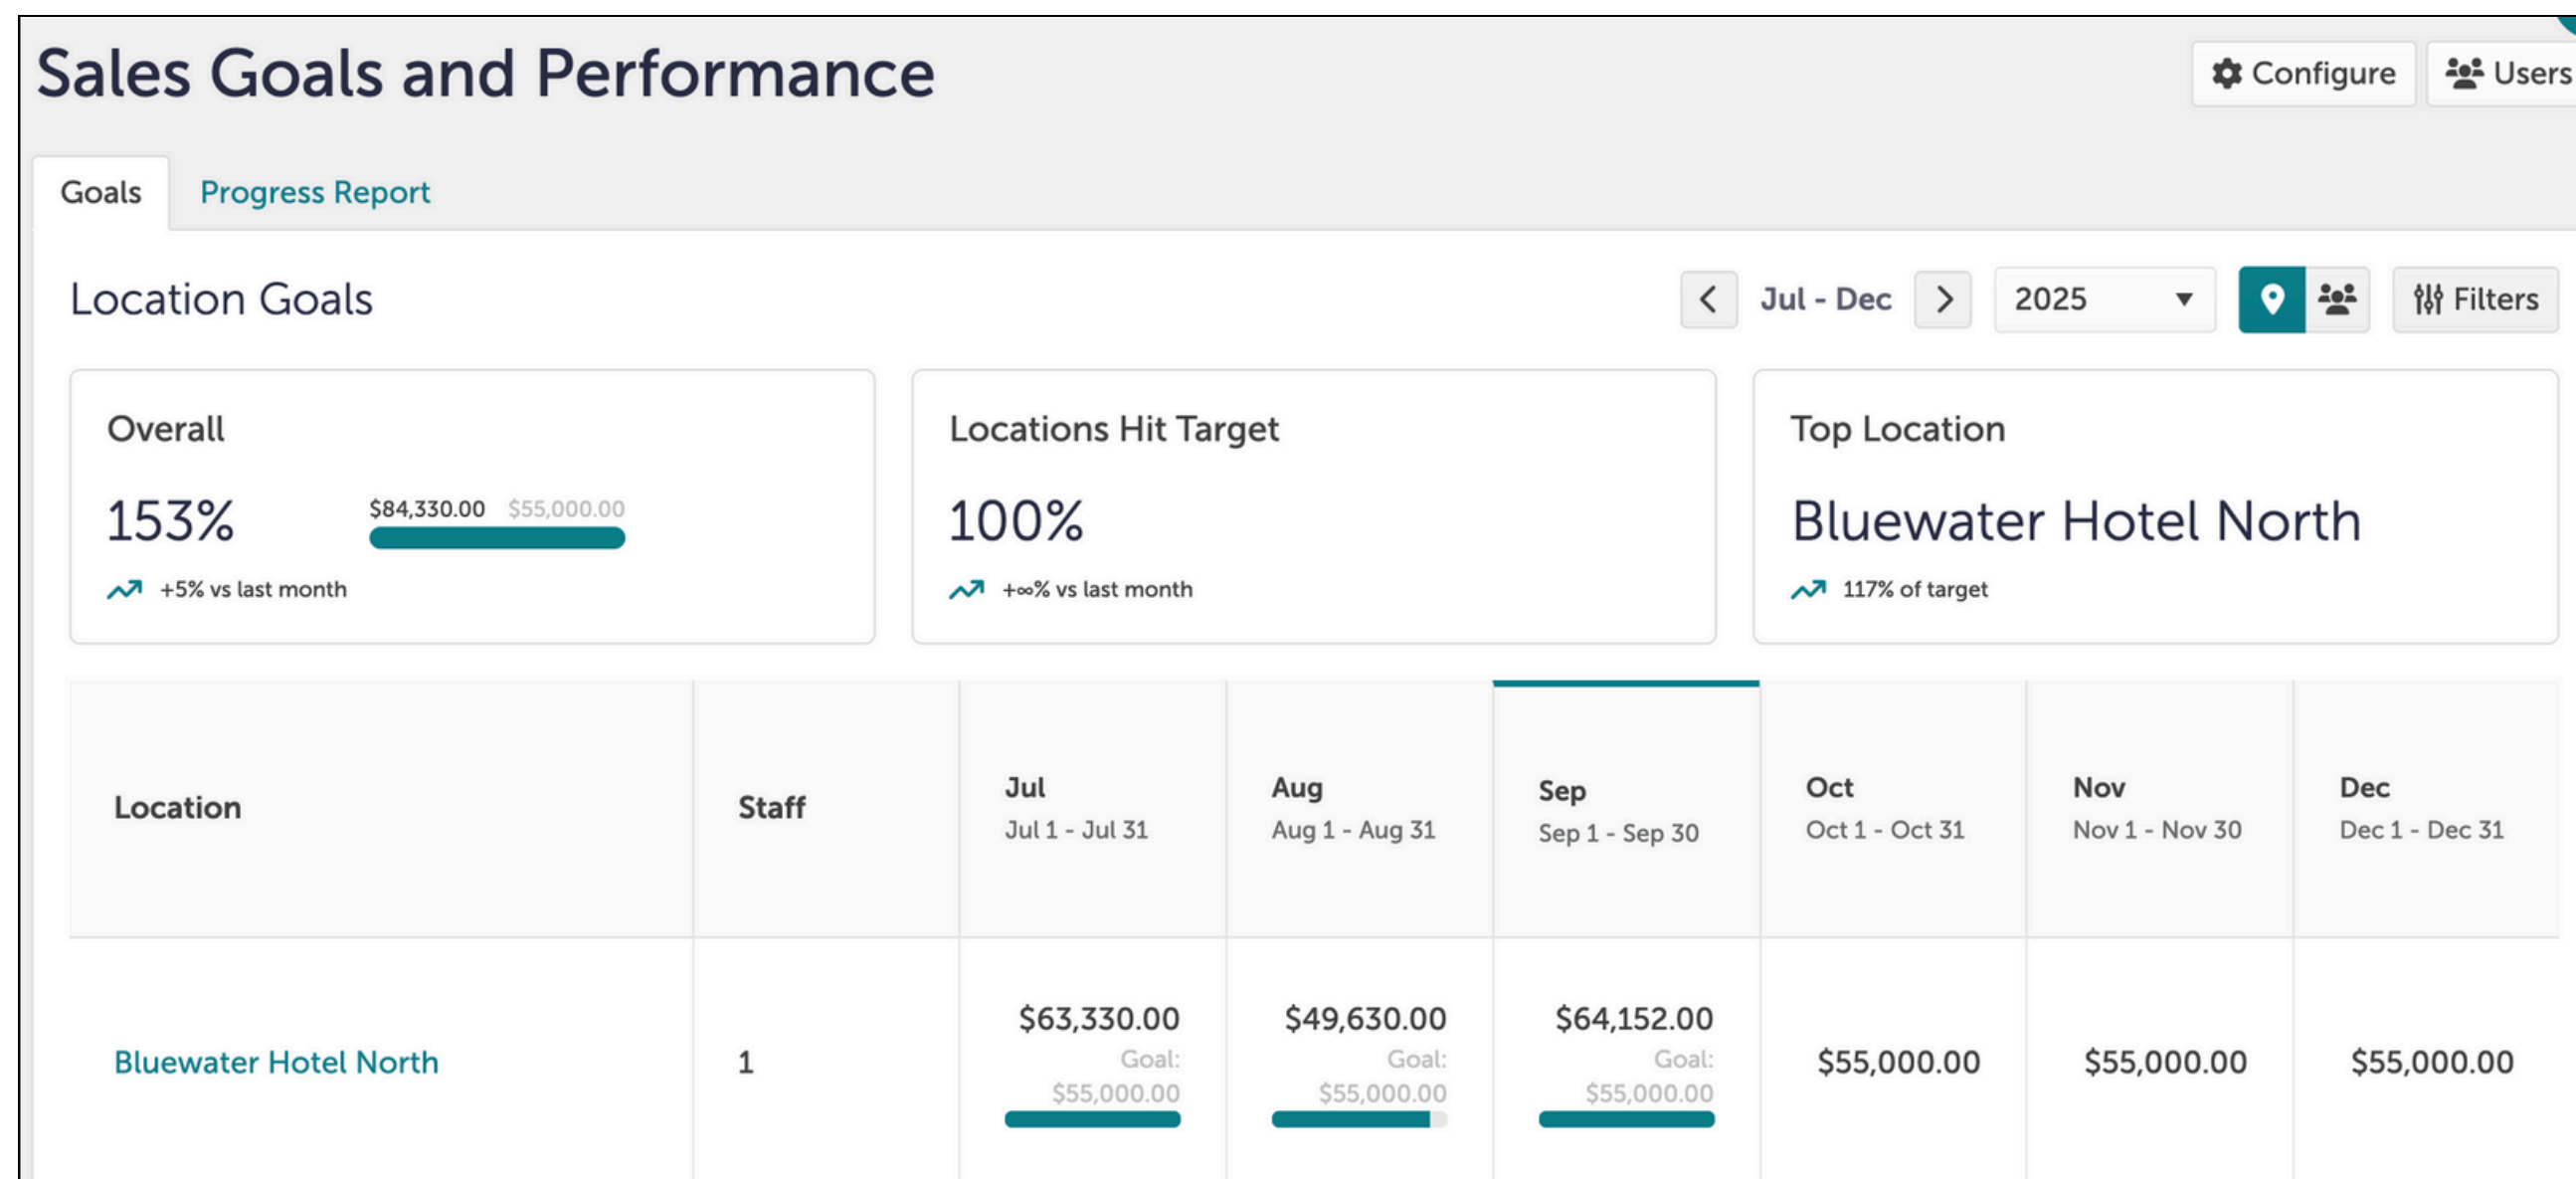 Sales Goals and Performance
Configure
Users
Goals
Progress Report
Location Goals
Jul - Dec
2025
Filters
Overall
153%
$84,330.00 $55,000.00
+5% vs last month
Locations Hit Target
100%
+∞% vs last month
Top Location
Bluewater Hotel North
117% of target
Location
Staff
Jul
Jul 1 - Jul 31
Aug
Aug 1 - Aug 31
Sep
Sep 1 - Sep 30
Oct
Oct 1 - Oct 31
Nov
Nov 1 - Nov 30
Dec
Dec 1 - Dec 31
Bluewater Hotel North
1
$63,330.00
Goal:
$55,000.00
$49,630.00
Goal:
$55,000.00
$64,152.00
Goal:
$55,000.00
$55,000.00
$55,000.00
$55,000.00